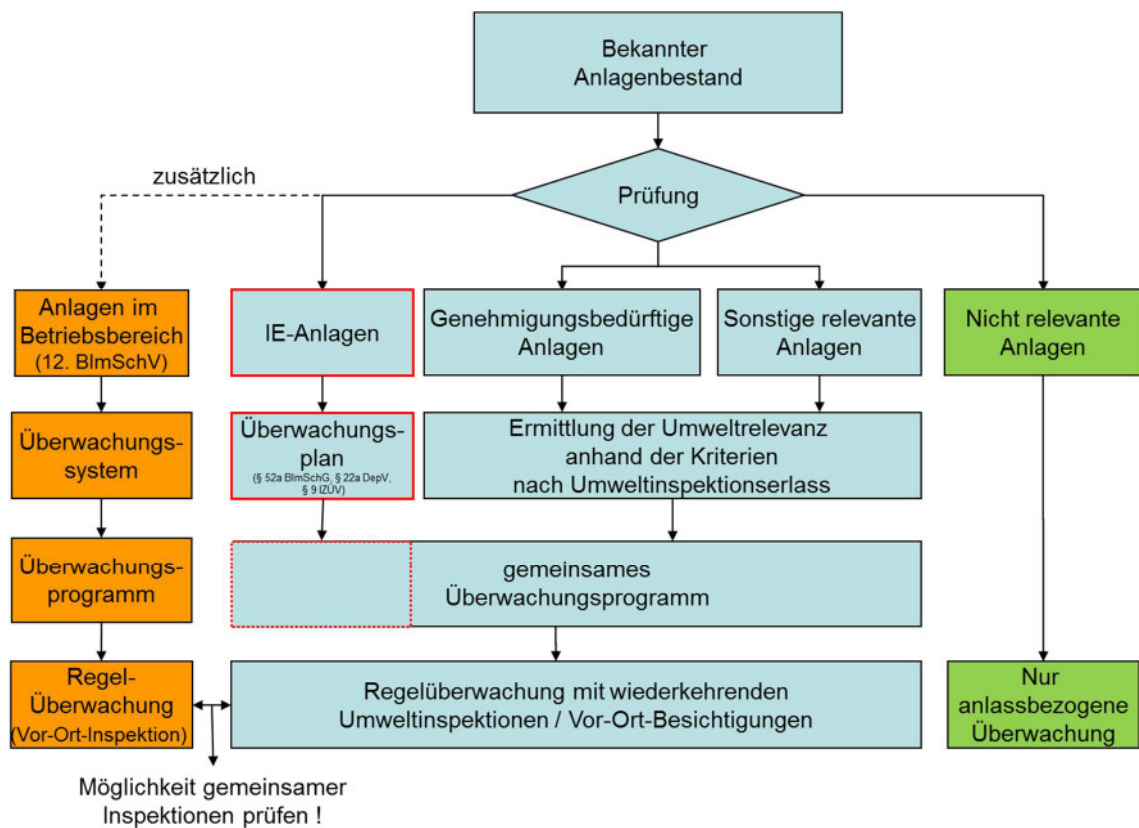 Bekannter
Anlagenbestand
zusätzlich
Prüfung
Anlagen im
Betriebsbereich
(12. BImSchV)
IE-Anlagen
Genehmigungsbedürftige
Anlagen
Sonstige relevante
Anlagen
Nicht relevante
Anlagen
Überwachungs-
system
Überwachungs-
plan
(§ 52a BImSchG, § 22a DepV,
§ 9 IZÜV)
Ermittlung der Umweltrelevanz
anhand der Kriterien
nach Umweltinspektionserlass
Überwachungs-
programm
gemeinsames
Überwachungsprogramm
Regel-
Überwachung
(Vor-Ort-Inspektion)
Regelüberwachung mit wiederkehrenden
Umweltinspektionen / Vor-Ort-Besichtigungen
Nur
anlassbezogene
Überwachung
Möglichkeit gemeinsamer
Inspektionen prüfen !